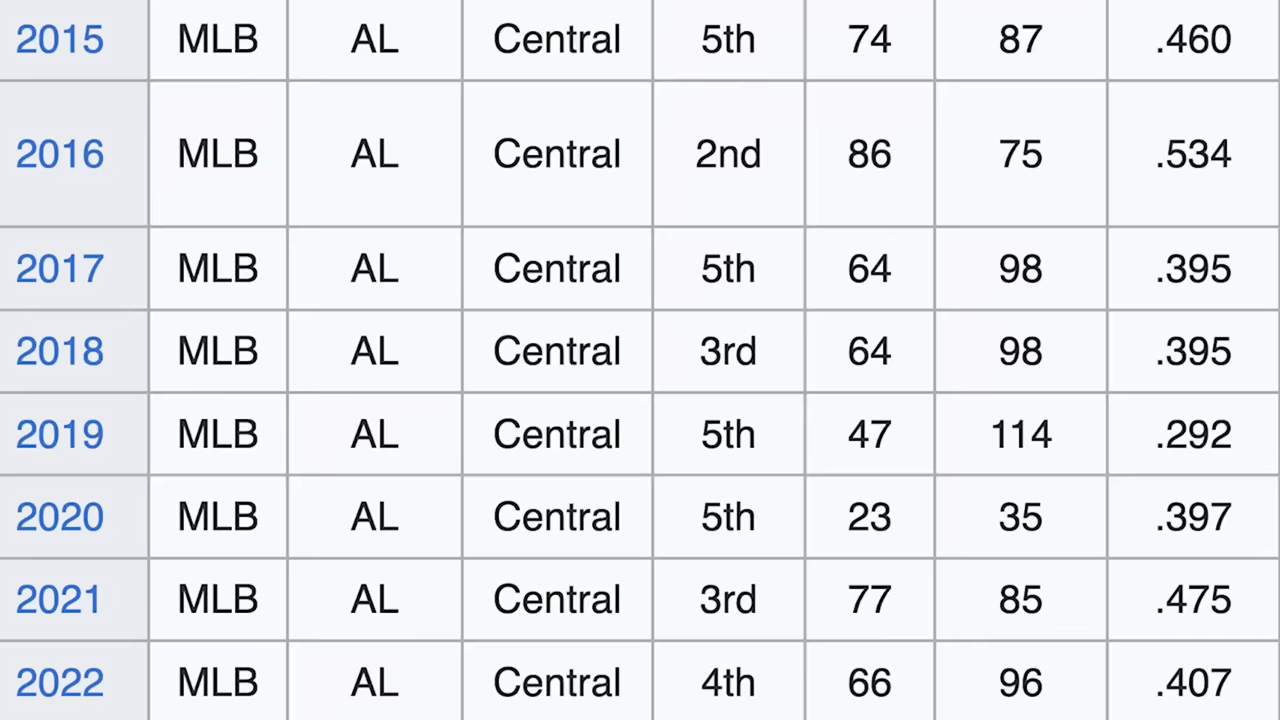 2015 MLB AL Central 5th 74 87 .460
2016 MLB AL Central 2nd 86 75 .534
2017 MLB AL Central 5th 64 98 .395
2018 MLB AL Central 3rd 64 98 .395
2019 MLB AL Central 5th 47 114 .292
2020 MLB AL Central 5th 23 35 .397
2021 MLB AL Central 3rd 77 85 .475
2022 MLB AL Central 4th 66 96 .407